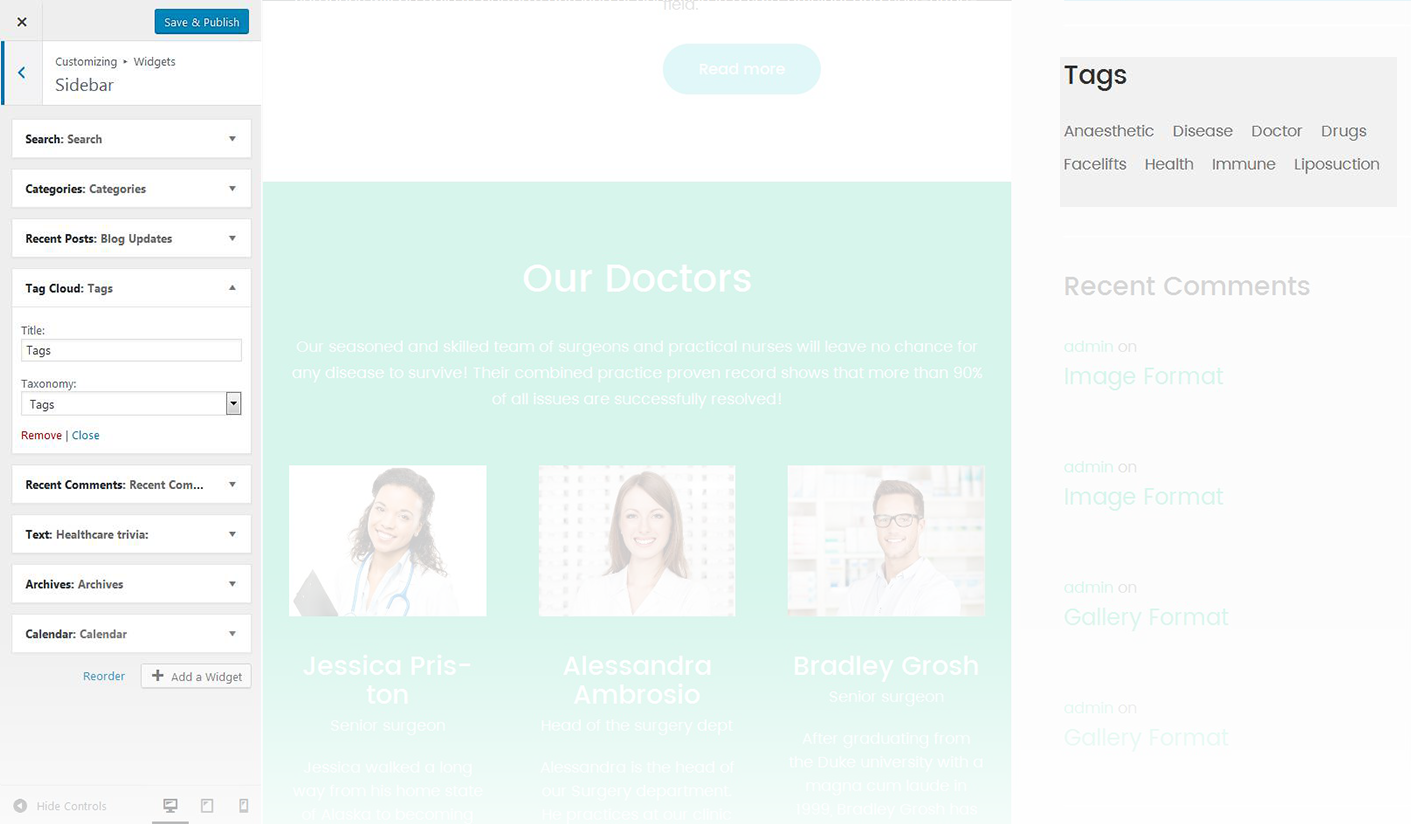 Save & Publish
Customizing ▸ Widgets
Sidebar
Search: Search
Categories: Categories
Recent Posts: Blog Updates
Tag Cloud: Tags
Title:
Tags
Taxonomy:
Tags
Remove | Close
Recent Comments: Recent Com...
Text: Healthcare trivia:
Archives: Archives
Calendar: Calendar
Reorder
Add a Widget
Hide Controls
field.
Read more
Our Doctors
Our seasoned and skilled team of surgeons and practical nurses will leave no chance for
any disease to survive! Their combined practice proven record shows that more than 90%
of all issues are successfully resolved!
Jessica Pris-
ton
Senior surgeon
Jessica walked a long
way from his home state
of Alaska to becoming
Alessandra
Ambrosio
Head of the surgery dept
Alessandra is the head of
our Surgery department.
He practices at our clinic
Bradley Grosh
Senior surgeon
After graduating from
the Duke university with a
magna cum laude in
1999, Bradley Grosh has
Tags
Anaesthetic Disease Doctor Drugs
Facelifts Health Immune Liposuction
Recent Comments
admin on
Image Format
admin on
Image Format
admin on
Gallery Format
admin on
Gallery Format